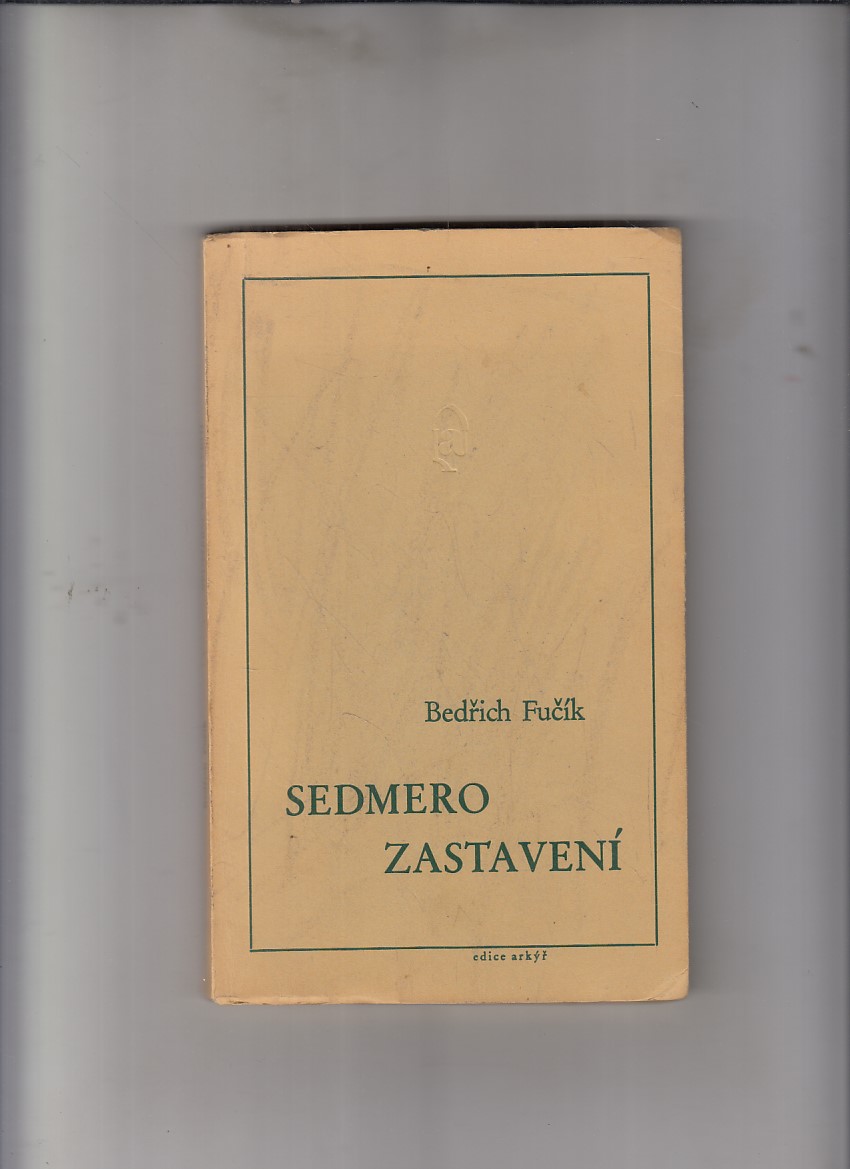 Bedřich Fučík
SEDMERO
ZASTAVENÍ
edice arkýř